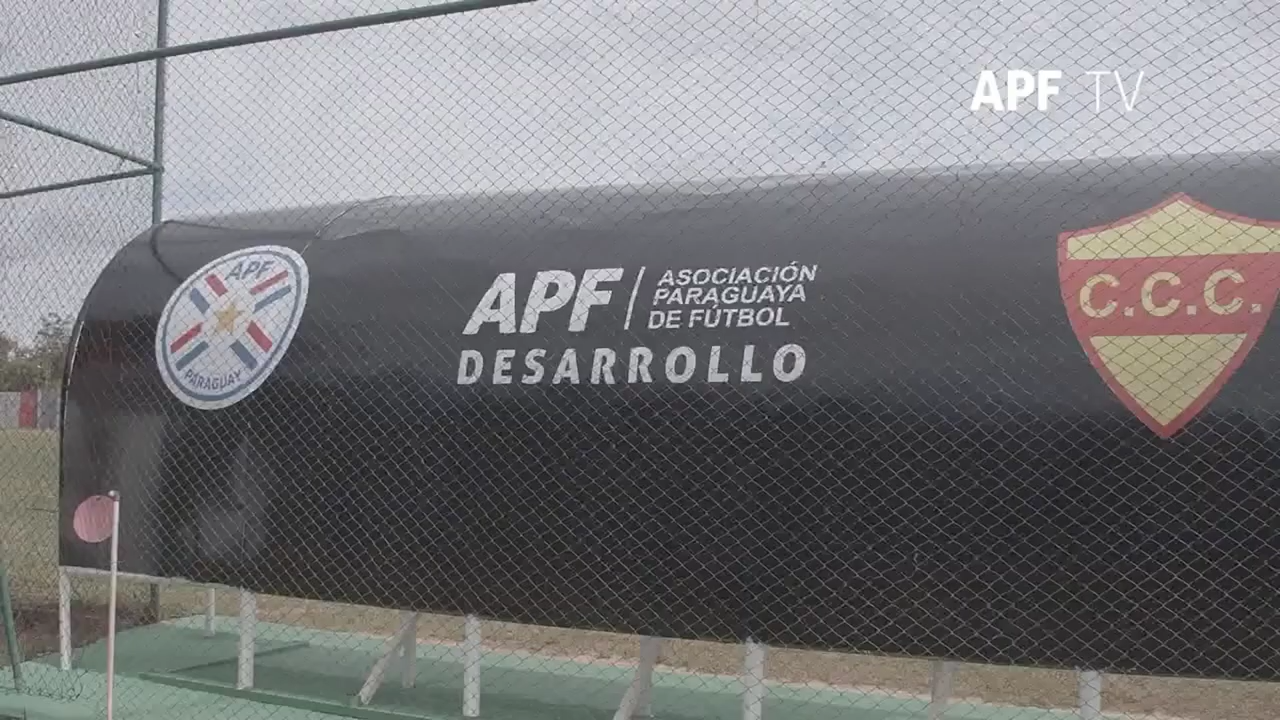 APF TV
APF
PARAGUAY
APF
ASOCIACIÓN
PARAGUAYA
DE FÚTBOL
DESARROLLO
C.C.C.